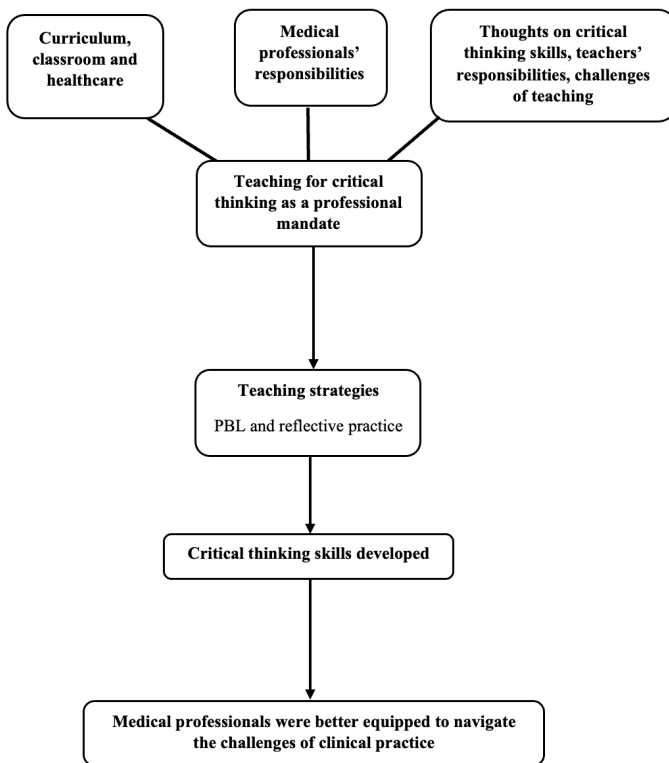 Curriculum,
classroom and
healthcare
Medical
professionals’
responsibilities
Thoughts on critical
thinking skills, teachers’
responsibilities, challenges
of teaching
Teaching for critical
thinking as a professional
mandate
Teaching strategies
PBL and reflective practice
Critical thinking skills developed
Medical professionals were better equipped to navigate
the challenges of clinical practice